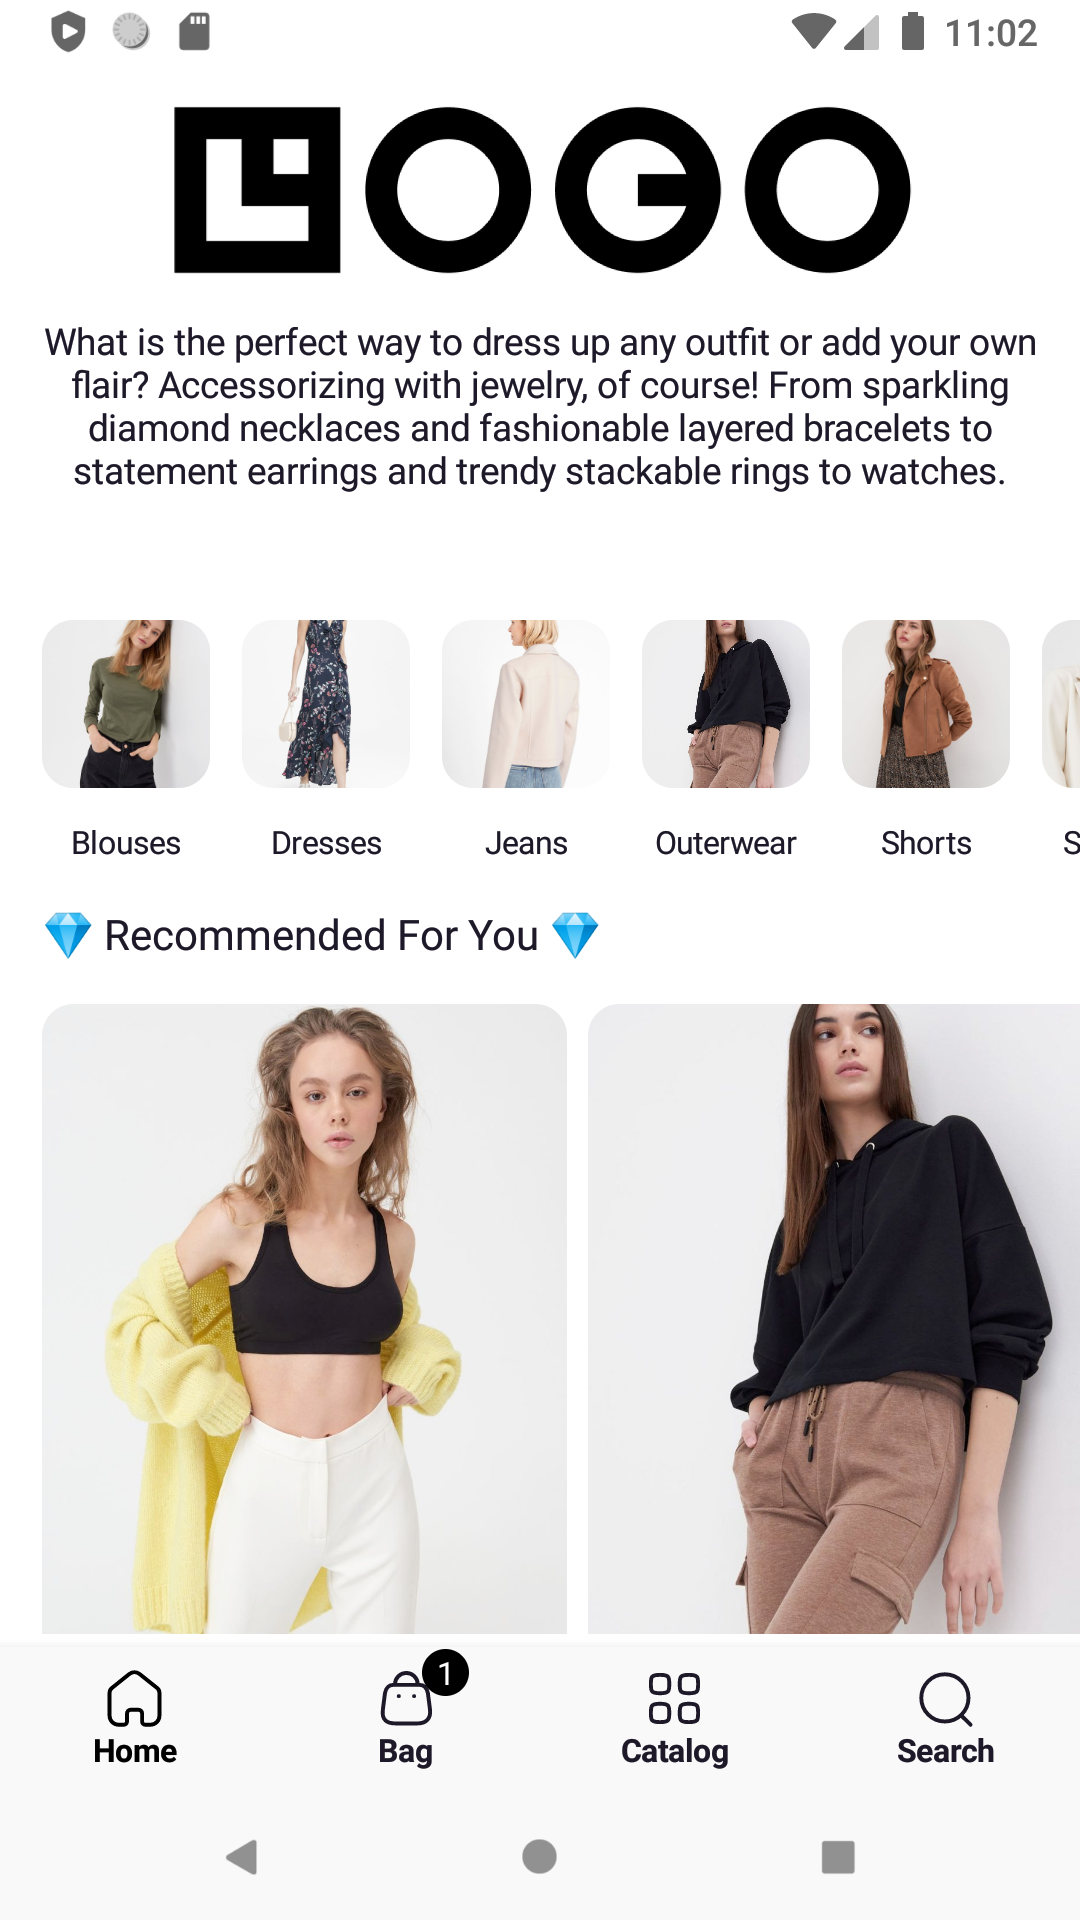 11:02
LOGO
What is the perfect way to dress up any outfit or add your own
flair? Accessorizing with jewelry, of course! From sparkling
diamond necklaces and fashionable layered bracelets to
statement earrings and trendy stackable rings to watches.
Blouses
Dresses
Jeans
Outerwear
Shorts
S
💎 Recommended For You 💎
1
Home
Bag
Catalog
Search